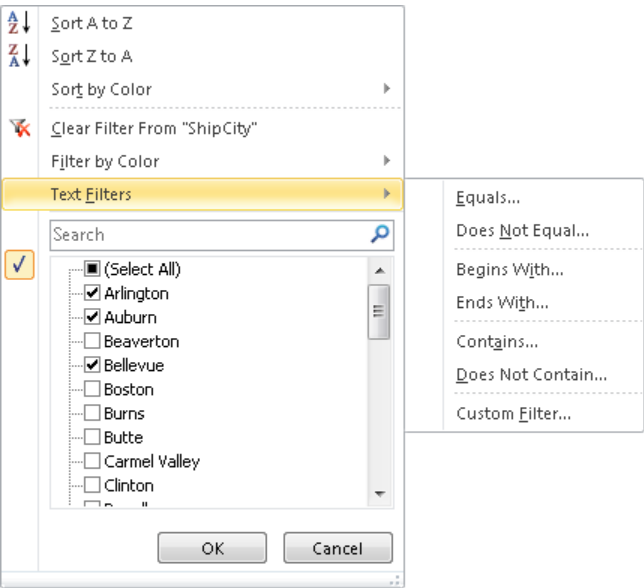 Sort A to Z
Sort Z to A
Sort by Color
Clear Filter From "ShipCity"
Filter by Color
Text Filters
Search
(Select All)
Arlington
Auburn
Beaverton
Bellevue
Boston
Burns
Butte
Carmel Valley
Clinton
OK Cancel
Equals...
Does Not Equal...
Begins With...
Ends With...
Contains...
Does Not Contain...
Custom Filter...